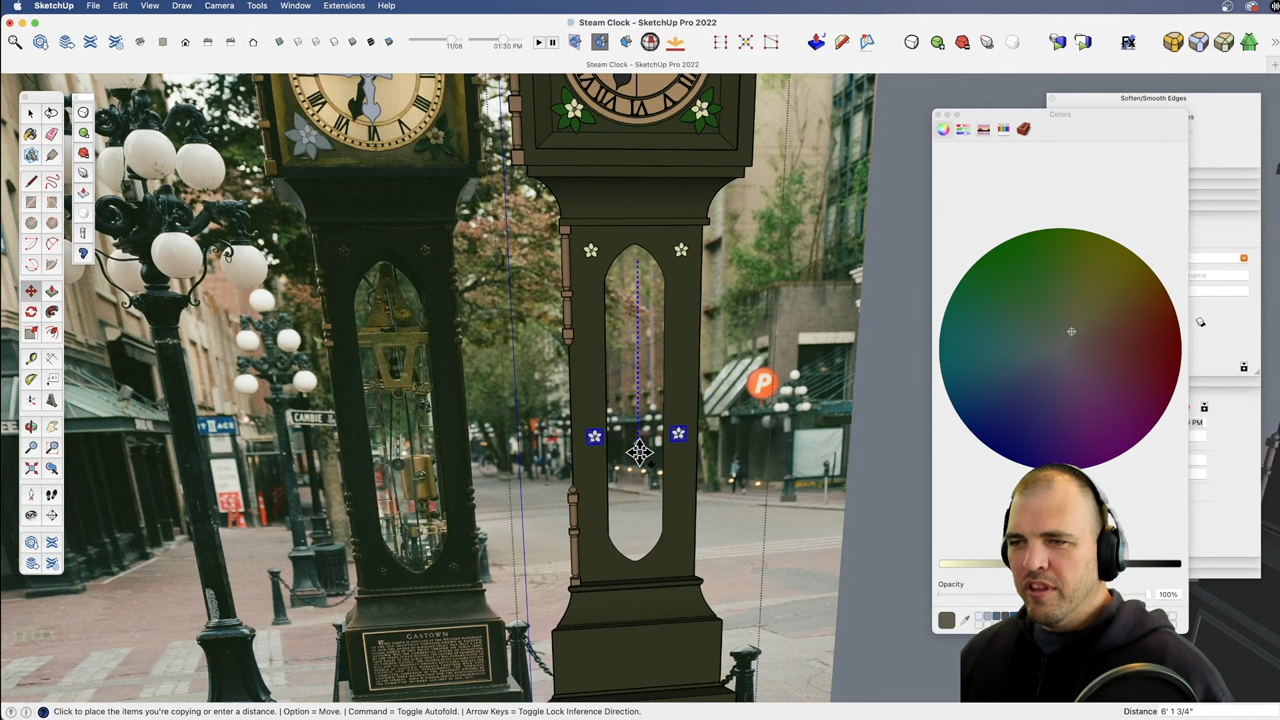 SketchUp File Edit View Draw Camera Tools Window Extensions Help
Steam Clock - SketchUp Pro 2022
11/08 01:30 PM
Steam Clock - SketchUp Pro 2022
Soften/Smooth Edges
Colors
CAMBIE
P
PM
Opacity
100%
GASTOWN
Click to place the items you're copying or enter a distance. | Option = Move. | Command = Toggle Autofold. | Arrow Keys = Toggle Lock Inference Direction.
Distance 6' 1 3/4"